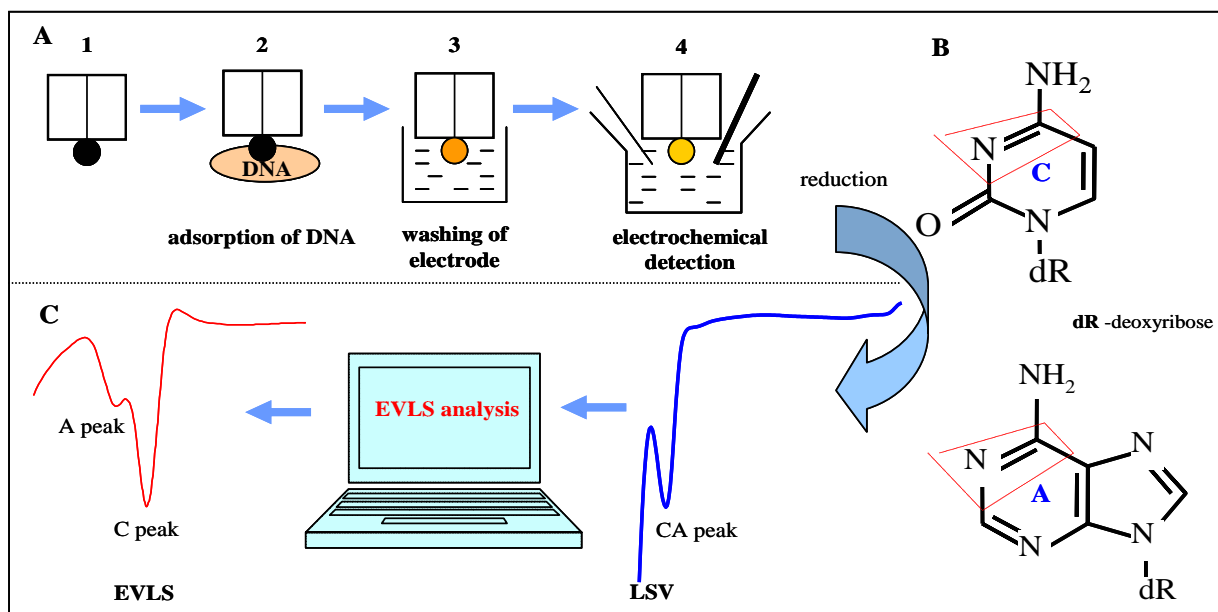 A
1
2
3
4
DNA
adsorption of DNA
washing of
electrode
electrochemical
detection
reduction
B
NH2
N
C
O
N
dR
dR -deoxyribose
NH2
N
N
A
N
N
dR
C
A peak
C peak
EVLS
EVLS analysis
CA peak
LSV